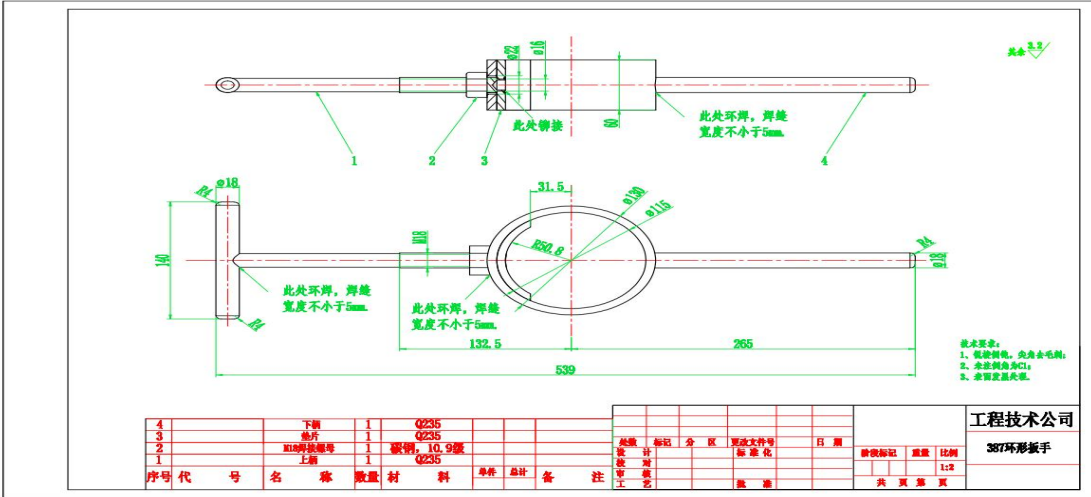 其余 3.2
ø22
ø16
60
此处铆接
此处环焊，焊缝
宽度不小于5mm.
1
2
3
4
R4
ø18
31.5
ø130
ø115
R50.8
M18
140
R4
ø18
此处环焊，焊缝
宽度不小于5mm.
此处环焊，焊缝
宽度不小于5mm.
R4
132.5
265
539
技术要求：
1、锐棱倒钝，尖角去毛刺；
2、未注倒角为C1；
3、表面发黑处理。
4 下柄 1 Q235
3 垫片 1 Q235
2 M18焊接螺母 1 碳钢，10.9级
1 上柄 1 Q235
序号 代 号 名 称 数量 材 料 单件 总计 备 注
处数 标记 分 区 更改文件号 日 期
设 计 标 准 化
校 对
审 核
工 艺 批 准
阶段标记 重量 比例
1:2
共 页 第 页
工程技术公司
387环形扳手